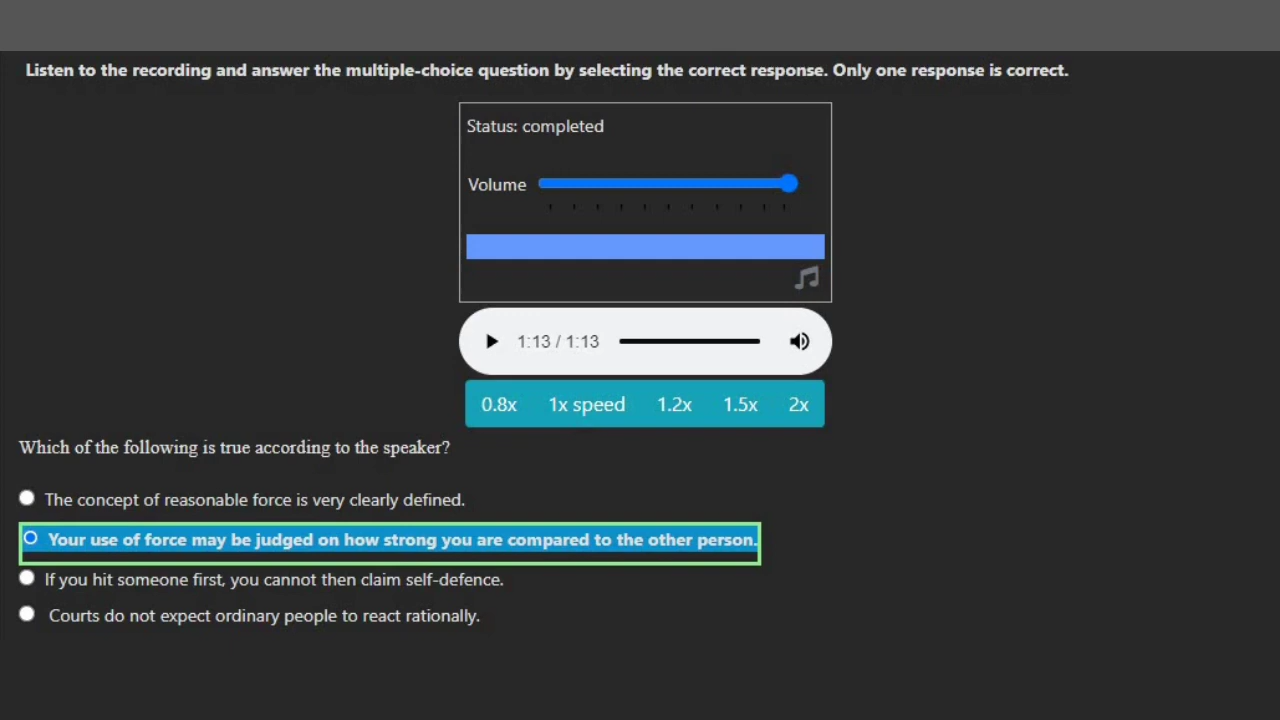 Listen to the recording and answer the multiple-choice question by selecting the correct response. Only one response is correct.
Status: completed
Volume
1:13 / 1:13
0.8x 1x speed 1.2x 1.5x 2x
Which of the following is true according to the speaker?
The concept of reasonable force is very clearly defined.
Your use of force may be judged on how strong you are compared to the other person.
If you hit someone first, you cannot then claim self-defence.
Courts do not expect ordinary people to react rationally.